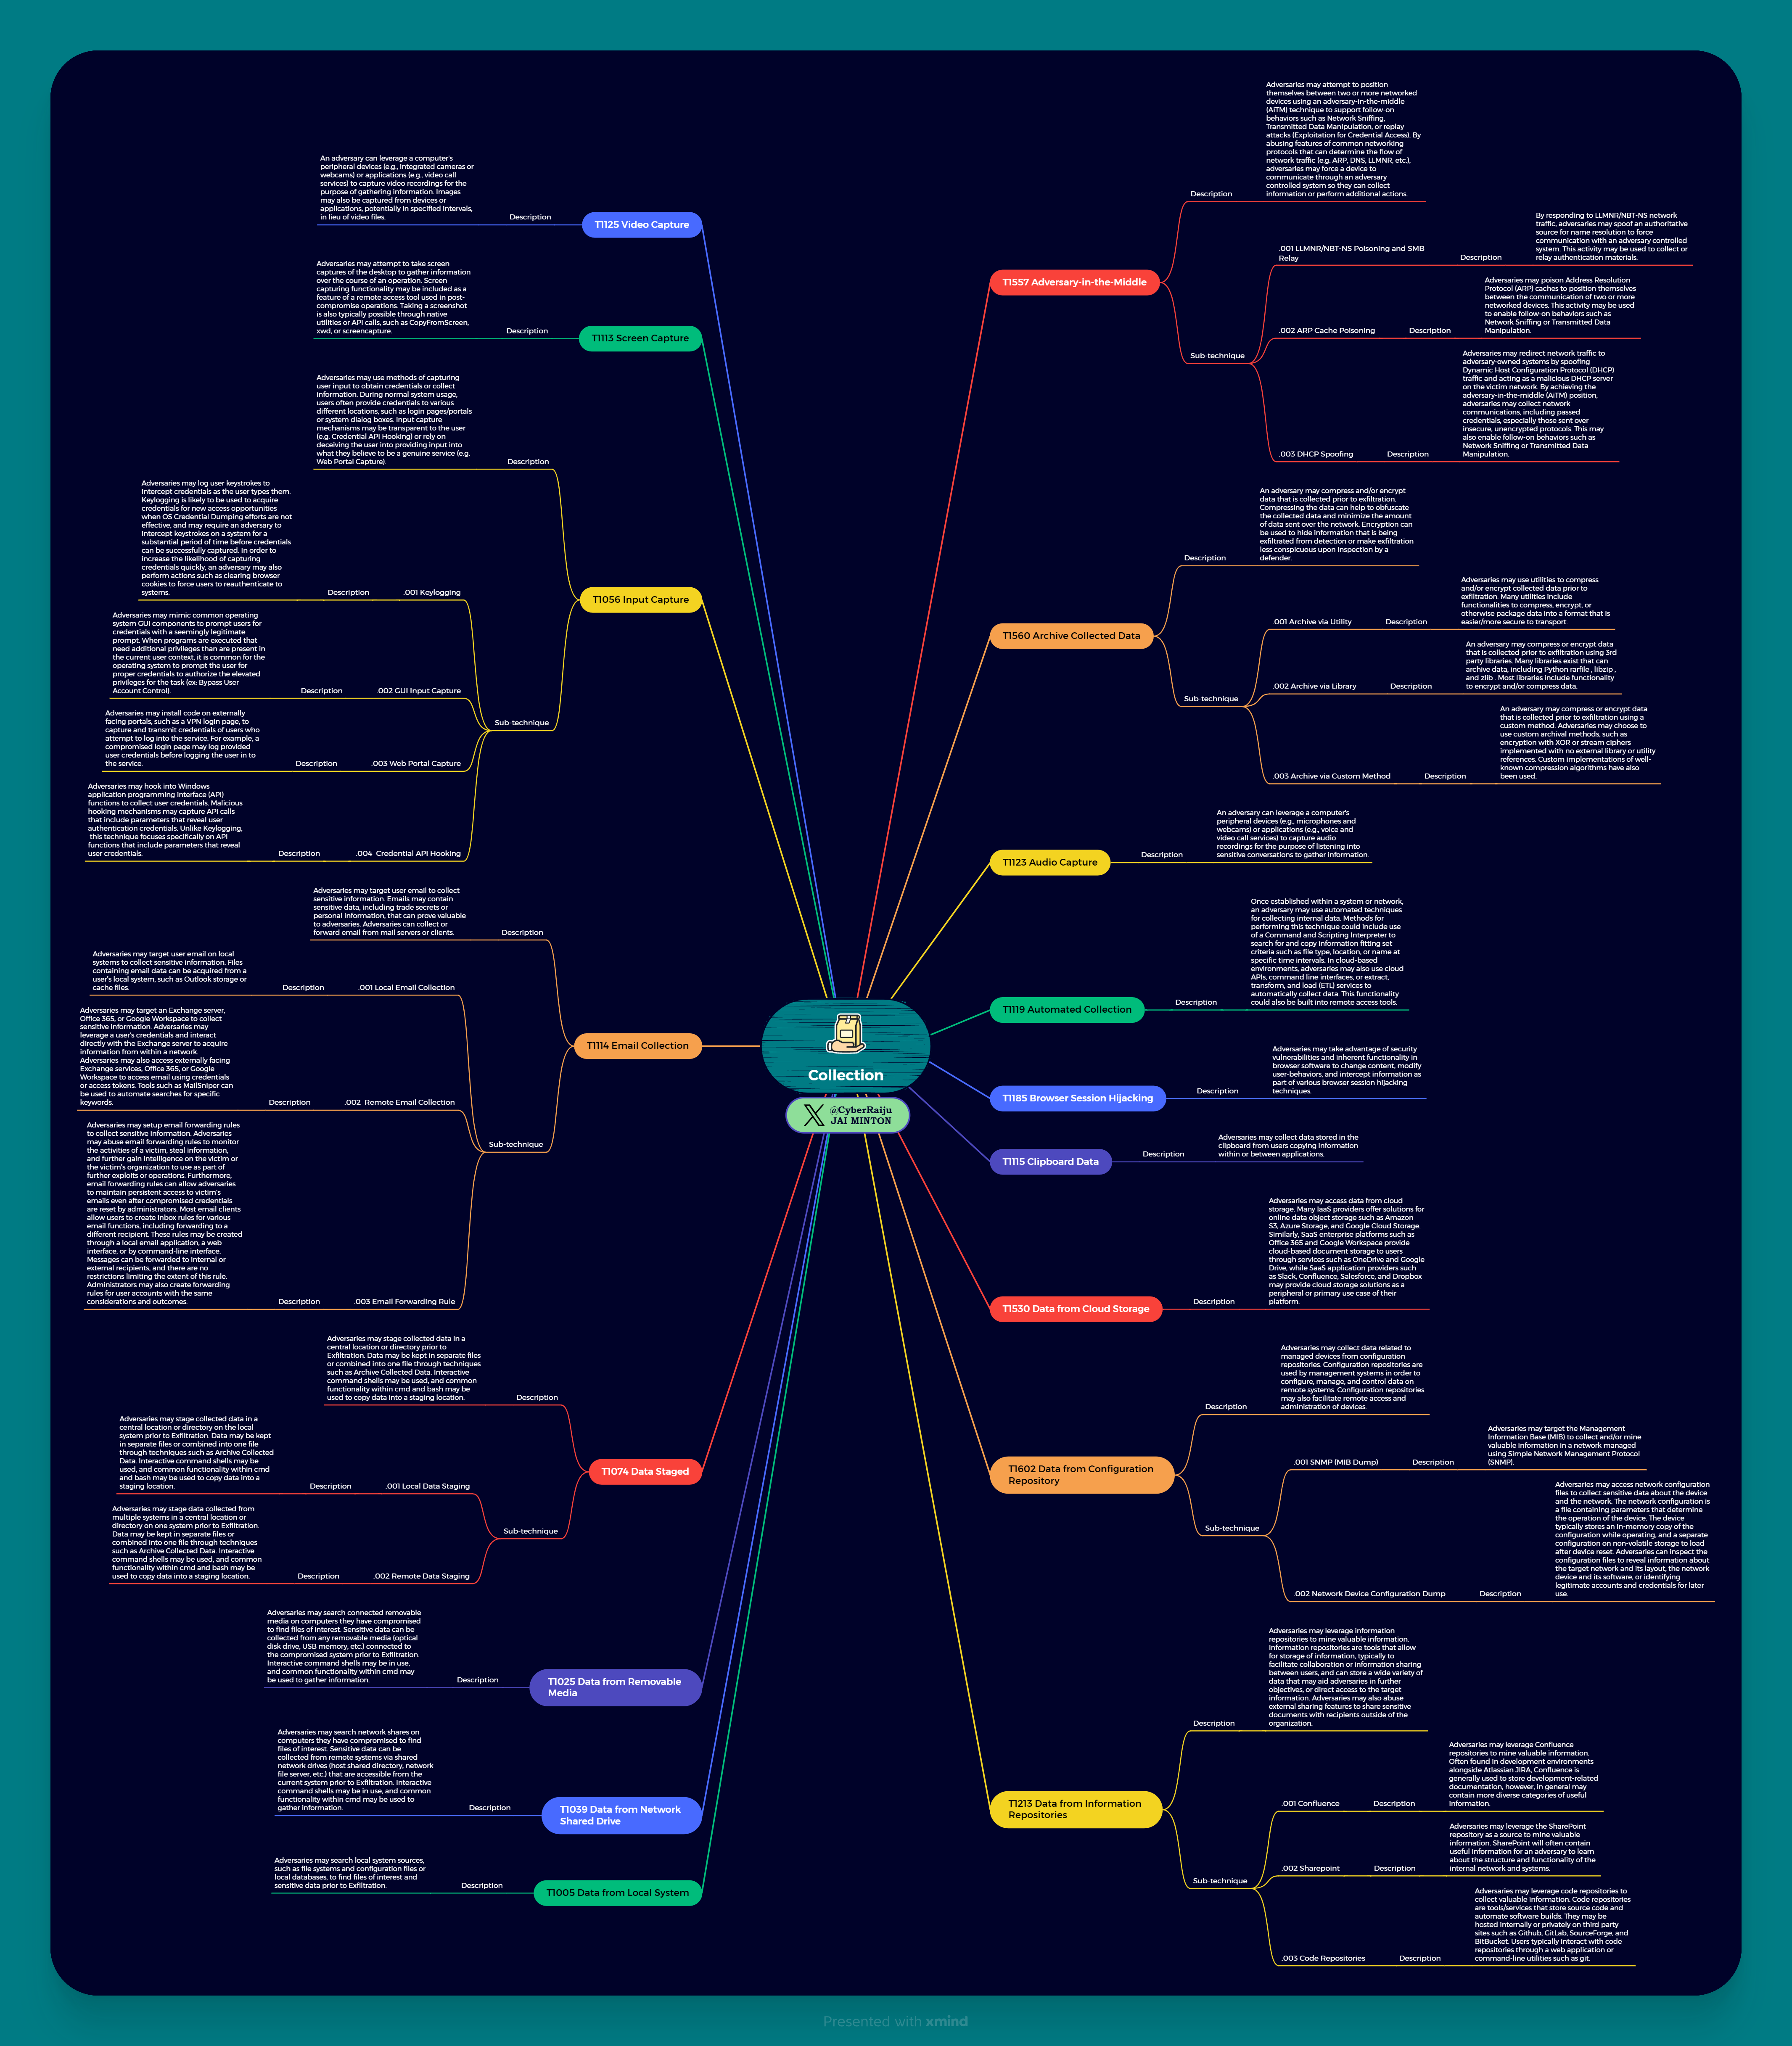 Adversaries may attempt to position
themselves between two or more networked
devices using an adversary-in-the-middle
(AiTM) technique to support follow-on
behaviors such as Network Sniffing,
Transmitted Data Manipulation, or replay
attacks (Exploitation for Credential Access). By
abusing features of common networking
protocols that can determine the flow of
network traffic (e.g. ARP, DNS, LLMNR, etc.),
adversaries may force a device to
communicate through an adversary
controlled system so they can collect
information or perform additional actions.
Description
T1557 Adversary-in-the-Middle
Sub-technique
.001 LLMNR/NBT-NS Poisoning and SMB
Relay
Description
By responding to LLMNR/NBT-NS network
traffic, adversaries may spoof an authoritative
source for name resolution to force
communication with an adversary controlled
system. This activity may be used to collect or
relay authentication materials.
.002 ARP Cache Poisoning
Description
Adversaries may poison Address Resolution
Protocol (ARP) caches to position themselves
between the communication of two or more
networked devices. This activity may be used
to enable follow-on behaviors such as
Network Sniffing or Transmitted Data
Manipulation.
.003 DHCP Spoofing
Description
Adversaries may redirect network traffic to
adversary-owned systems by spoofing
Dynamic Host Configuration Protocol (DHCP)
traffic and acting as a malicious DHCP server
on the victim network. By achieving the
adversary-in-the-middle (AiTM) position,
adversaries may collect network
communications, including passed
credentials, especially those sent over
insecure, unencrypted protocols. This may
also enable follow-on behaviors such as
Network Sniffing or Transmitted Data
Manipulation.
T1560 Archive Collected Data
Description
An adversary may compress and/or encrypt
data that is collected prior to exfiltration.
Compressing the data can help to obfuscate
the collected data and minimize the amount
of data sent over the network. Encryption can
be used to hide information that is being
exfiltrated from detection or make exfiltration
less conspicuous upon inspection by a
defender.
Sub-technique
.001 Archive via Utility
Description
Adversaries may use utilities to compress
and/or encrypt collected data prior to
exfiltration. Many utilities include
functionalities to compress, encrypt, or
otherwise package data into a format that is
easier/more secure to transport.
.002 Archive via Library
Description
An adversary may compress or encrypt data
that is collected prior to exfiltration using 3rd
party libraries. Many libraries exist that can
archive data, including Python rarfile , libzip ,
and zlib . Most libraries include functionality
to encrypt and/or compress data.
.003 Archive via Custom Method
Description
An adversary may compress or encrypt data
that is collected prior to exfiltration using a
custom method. Adversaries may choose to
use custom archival methods, such as
encryption with XOR or stream ciphers
implemented with no external library or utility
references. Custom implementations of well-
known compression algorithms have also
been used.
T1123 Audio Capture
Description
An adversary can leverage a computer's
peripheral devices (e.g., microphones and
webcams) or applications (e.g., voice and
video call services) to capture audio
recordings for the purpose of listening into
sensitive conversations to gather information.
T1119 Automated Collection
Description
Once established within a system or network,
an adversary may use automated techniques
for collecting internal data. Methods for
performing this technique could include use
of a Command and Scripting Interpreter to
search for and copy information fitting set
criteria such as file type, location, or name at
specific time intervals. In cloud-based
environments, adversaries may also use cloud
APIs, command line interfaces, or extract,
transform, and load (ETL) services to
automatically collect data. This functionality
could also be built into remote access tools.
T1185 Browser Session Hijacking
Description
Adversaries may take advantage of security
vulnerabilities and inherent functionality in
browser software to change content, modify
user-behaviors, and intercept information as
part of various browser session hijacking
techniques.
T1115 Clipboard Data
Description
Adversaries may collect data stored in the
clipboard from users copying information
within or between applications.
T1530 Data from Cloud Storage
Description
Adversaries may access data from cloud
storage. Many IaaS providers offer solutions for
online data object storage such as Amazon
S3, Azure Storage, and Google Cloud Storage.
Similarly, SaaS enterprise platforms such as
Office 365 and Google Workspace provide
cloud-based document storage to users
through services such as OneDrive and Google
Drive, while SaaS application providers such
as Slack, Confluence, Salesforce, and Dropbox
may provide cloud storage solutions as a
peripheral or primary use case of their
platform.
T1602 Data from Configuration
Repository
Description
Adversaries may collect data related to
managed devices from configuration
repositories. Configuration repositories are
used by management systems in order to
configure, manage, and control data on
remote systems. Configuration repositories
may also facilitate remote access and
administration of devices.
Sub-technique
.001 SNMP (MIB Dump)
Description
Adversaries may target the Management
Information Base (MIB) to collect and/or mine
valuable information in a network managed
using Simple Network Management Protocol
(SNMP).
.002 Network Device Configuration Dump
Description
Adversaries may access network configuration
files to collect sensitive data about the device
and the network. The network configuration is
a file containing parameters that determine
the operation of the device. The device
typically stores an in-memory copy of the
configuration while operating, and a separate
configuration on non-volatile storage to load
after device reset. Adversaries can inspect the
configuration files to reveal information about
the target network and its layout, the network
device and its software, or identifying
legitimate accounts and credentials for later
use.
T1213 Data from Information
Repositories
Description
Adversaries may leverage information
repositories to mine valuable information.
Information repositories are tools that allow
for storage of information, typically to
facilitate collaboration or information sharing
between users, and can store a wide variety of
data that may aid adversaries in further
objectives, or direct access to the target
information. Adversaries may also abuse
external sharing features to share sensitive
documents with recipients outside of the
organization.
Sub-technique
.001 Confluence
Description
Adversaries may leverage Confluence
repositories to mine valuable information.
Often found in development environments
alongside Atlassian JIRA, Confluence is
generally used to store development-related
documentation, however, in general may
contain more diverse categories of useful
information.
.002 Sharepoint
Description
Adversaries may leverage the SharePoint
repository as a source to mine valuable
information. SharePoint will often contain
useful information for an adversary to learn
about the structure and functionality of the
internal network and systems.
.003 Code Repositories
Description
Adversaries may leverage code repositories to
collect valuable information. Code repositories
are tools/services that store source code and
automate software builds. They may be
hosted internally or privately on third party
sites such as Github, GitLab, SourceForge, and
BitBucket. Users typically interact with code
repositories through a web application or
command-line utilities such as git.
Collection
@CyberRaiju
JAI MINTON
T1125 Video Capture
Description
An adversary can leverage a computer's
peripheral devices (e.g., integrated cameras or
webcams) or applications (e.g., video call
services) to capture video recordings for the
purpose of gathering information. Images
may also be captured from devices or
applications, potentially in specified intervals,
in lieu of video files.
T1113 Screen Capture
Description
Adversaries may attempt to take screen
captures of the desktop to gather information
over the course of an operation. Screen
capturing functionality may be included as a
feature of a remote access tool used in post-
compromise operations. Taking a screenshot
is also typically possible through native
utilities or API calls, such as CopyFromScreen,
xwd, or screencapture.
T1056 Input Capture
Description
Adversaries may use methods of capturing
user input to obtain credentials or collect
information. During normal system usage,
users often provide credentials to various
different locations, such as login pages/portals
or system dialog boxes. Input capture
mechanisms may be transparent to the user
(e.g. Credential API Hooking) or rely on
deceiving the user into providing input into
what they believe to be a genuine service (e.g.
Web Portal Capture).
Sub-technique
.001 Keylogging
Description
Adversaries may log user keystrokes to
intercept credentials as the user types them.
Keylogging is likely to be used to acquire
credentials for new access opportunities
when OS Credential Dumping efforts are not
effective, and may require an adversary to
intercept keystrokes on a system for a
substantial period of time before credentials
can be successfully captured. In order to
increase the likelihood of capturing
credentials quickly, an adversary may also
perform actions such as clearing browser
cookies to force users to reauthenticate to
systems.
.002 GUI Input Capture
Description
Adversaries may mimic common operating
system GUI components to prompt users for
credentials with a seemingly legitimate
prompt. When programs are executed that
need additional privileges than are present in
the current user context, it is common for the
operating system to prompt the user for
proper credentials to authorize the elevated
privileges for the task (ex: Bypass User
Account Control).
.003 Web Portal Capture
Description
Adversaries may install code on externally
facing portals, such as a VPN login page, to
capture and transmit credentials of users who
attempt to log into the service. For example, a
compromised login page may log provided
user credentials before logging the user in to
the service.
.004 Credential API Hooking
Description
Adversaries may hook into Windows
application programming interface (API)
functions to collect user credentials. Malicious
hooking mechanisms may capture API calls
that include parameters that reveal user
authentication credentials. Unlike Keylogging,
this technique focuses specifically on API
functions that include parameters that reveal
user credentials.
T1114 Email Collection
Description
Adversaries may target user email to collect
sensitive information. Emails may contain
sensitive data, including trade secrets or
personal information, that can prove valuable
to adversaries. Adversaries can collect or
forward email from mail servers or clients.
Sub-technique
.001 Local Email Collection
Description
Adversaries may target user email on local
systems to collect sensitive information. Files
containing email data can be acquired from a
user's local system, such as Outlook storage or
cache files.
.002 Remote Email Collection
Description
Adversaries may target an Exchange server,
Office 365, or Google Workspace to collect
sensitive information. Adversaries may
leverage a user's credentials and interact
directly with the Exchange server to acquire
information from within a network.
Adversaries may also access externally facing
Exchange services, Office 365, or Google
Workspace to access email using credentials
or access tokens. Tools such as MailSniper can
be used to automate searches for specific
keywords.
.003 Email Forwarding Rule
Description
Adversaries may setup email forwarding rules
to collect sensitive information. Adversaries
may abuse email forwarding rules to monitor
the activities of a victim, steal information,
and further gain intelligence on the victim or
the victim's organization to use as part of
further exploits or operations. Furthermore,
email forwarding rules can allow adversaries
to maintain persistent access to victim's
emails even after compromised credentials
are reset by administrators. Most email clients
allow users to create inbox rules for various
email functions, including forwarding to a
different recipient. These rules may be created
through a local email application, a web
interface, or by command-line interface.
Messages can be forwarded to internal or
external recipients, and there are no
restrictions limiting the extent of this rule.
Administrators may also create forwarding
rules for user accounts with the same
considerations and outcomes.
T1074 Data Staged
Description
Adversaries may stage collected data in a
central location or directory prior to
Exfiltration. Data may be kept in separate files
or combined into one file through techniques
such as Archive Collected Data. Interactive
command shells may be used, and common
functionality within cmd and bash may be
used to copy data into a staging location.
Sub-technique
.001 Local Data Staging
Description
Adversaries may stage collected data in a
central location or directory on the local
system prior to Exfiltration. Data may be kept
in separate files or combined into one file
through techniques such as Archive Collected
Data. Interactive command shells may be
used, and common functionality within cmd
and bash may be used to copy data into a
staging location.
.002 Remote Data Staging
Description
Adversaries may stage data collected from
multiple systems in a central location or
directory on one system prior to Exfiltration.
Data may be kept in separate files or
combined into one file through techniques
such as Archive Collected Data. Interactive
command shells may be used, and common
functionality within cmd and bash may be
used to copy data into a staging location.
T1025 Data from Removable
Media
Description
Adversaries may search connected removable
media on computers they have compromised
to find files of interest. Sensitive data can be
collected from any removable media (optical
disk drive, USB memory, etc.) connected to
the compromised system prior to Exfiltration.
Interactive command shells may be in use,
and common functionality within cmd may
be used to gather information.
T1039 Data from Network
Shared Drive
Description
Adversaries may search network shares on
computers they have compromised to find
files of interest. Sensitive data can be
collected from remote systems via shared
network drives (host shared directory, network
file server, etc.) that are accessible from the
current system prior to Exfiltration. Interactive
command shells may be in use, and common
functionality within cmd may be used to
gather information.
T1005 Data from Local System
Description
Adversaries may search local system sources,
such as file systems and configuration files or
local databases, to find files of interest and
sensitive data prior to Exfiltration.
Presented with xmind